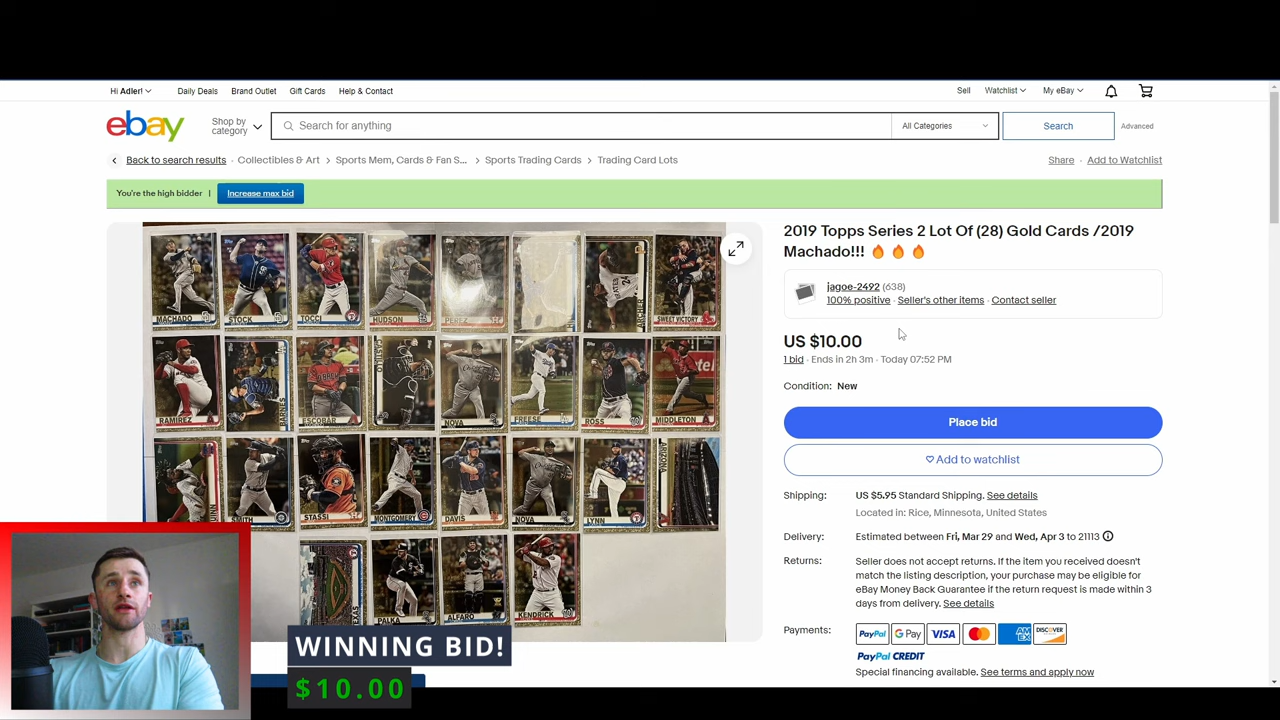 Hi Adler!
Daily Deals
Brand Outlet
Gift Cards
Help & Contact
Sell
Watchlist
My eBay
ebay
Shop by
category
Search for anything
All Categories
Search
Advanced
Back to search results
Collectibles & Art
Sports Mem, Cards & Fan S...
Sports Trading Cards
Trading Card Lots
Share
Add to Watchlist
You're the high bidder | Increase max bid
2019 Topps Series 2 Lot Of (28) Gold Cards /2019
Machado!!! 🔥 🔥 🔥
jagoe-2492 (638)
100% positive · Seller's other items · Contact seller
US $10.00
1 bid · Ends in 2h 3m · Today 07:52 PM
Condition: New
Place bid
Add to watchlist
Shipping: US $5.95 Standard Shipping. See details
Located in: Rice, Minnesota, United States
Delivery: Estimated between Fri, Mar 29 and Wed, Apr 3 to 21113
Returns: Seller does not accept returns. If the item you received doesn't
match the listing description, your purchase may be eligible for
eBay Money Back Guarantee if the return request is made within 3
days from delivery. See details
Payments: PayPal G Pay VISA AM EX DISCOVER
PayPal CREDIT
Special financing available. See terms and apply now
MACHADO
STOCK
TOCCI
HUDSON
PEREZ
ARCHER
SWEET VICTORY
RAMIREZ
BARNES
ESCOBAR
CASTILLO
NOVA
FREESE
ROSS
MIDDLETON
SMITH
STASSI
MONTGOMERY
DAVIS
NOVA
LYNN
PALKA
ALFARO
KENDRICK
WINNING BID!
$10.00